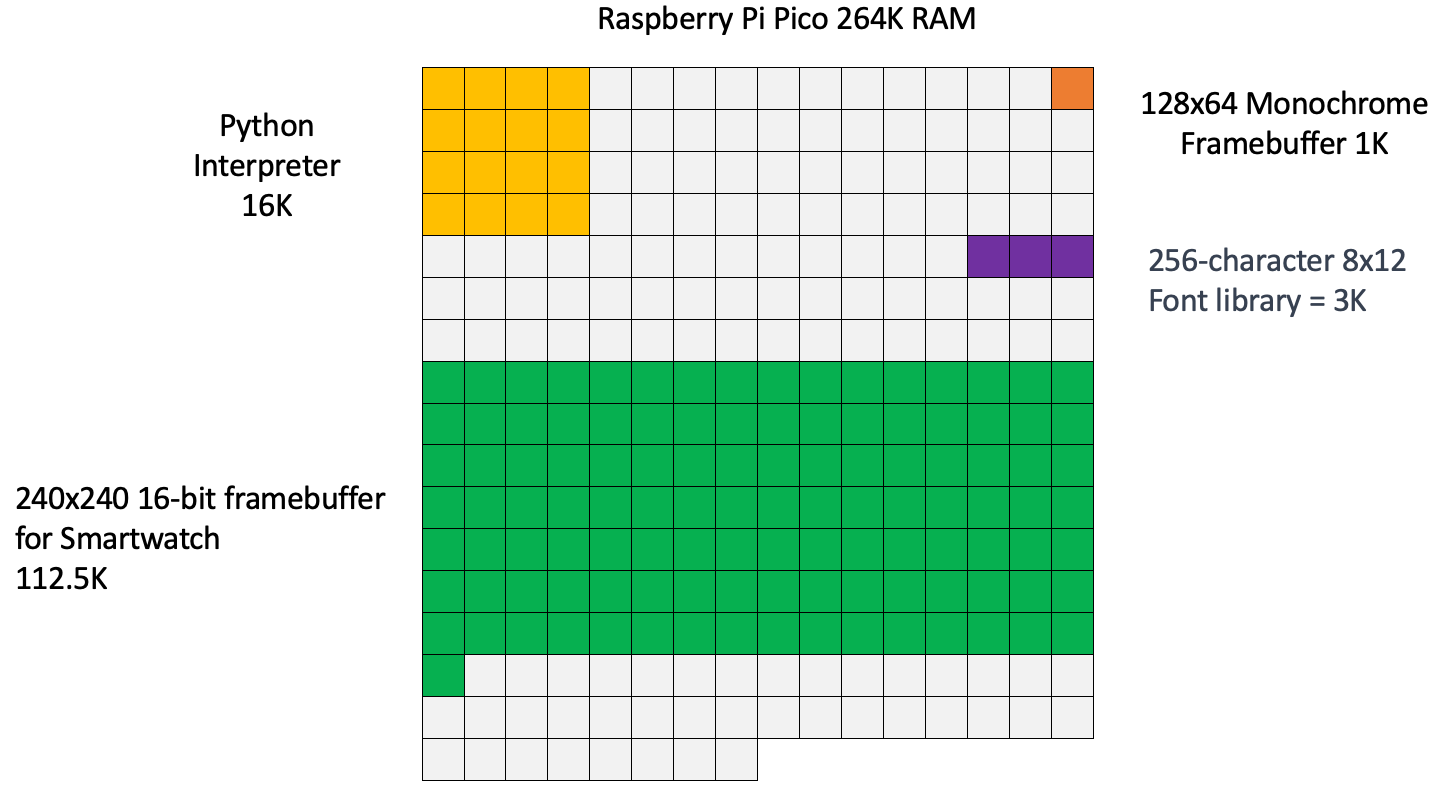 Raspberry Pi Pico 264K RAM
Python
Interpreter
16K
128x64 Monochrome
Framebuffer 1K
256-character 8x12
Font library = 3K
240x240 16-bit framebuffer
for Smartwatch
112.5K